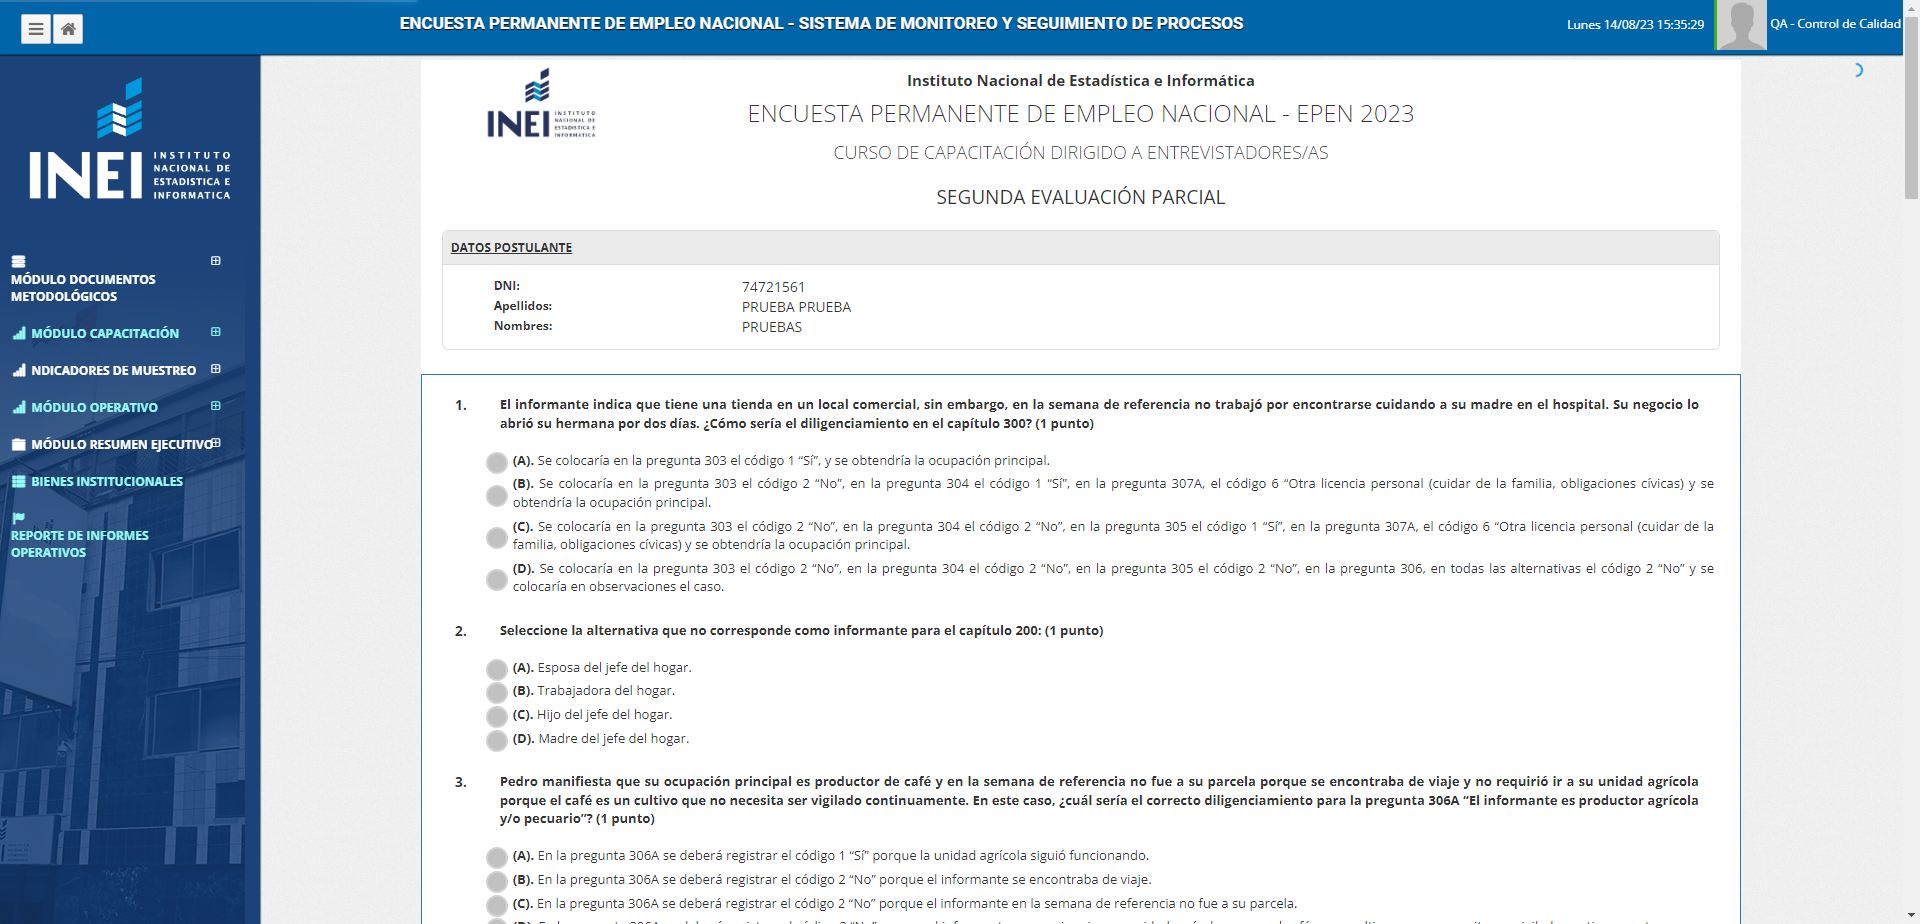 ENCUESTA PERMANENTE DE EMPLEO NACIONAL - SISTEMA DE MONITOREO Y SEGUIMIENTO DE PROCESOS
Lunes 14/08/23 15:35:29
QA - Control de Calidad
INEI
INSTITUTO
NACIONAL DE
ESTADISTICA E
INFORMATICA
MÓDULO DOCUMENTOS
METODOLÓGICOS
MÓDULO CAPACITACIÓN
NDICADORES DE MUESTREO
MÓDULO OPERATIVO
MÓDULO RESUMEN EJECUTIVO
BIENES INSTITUCIONALES
REPORTE DE INFORMES
OPERATIVOS
INEI
INSTITUTO
NACIONAL DE
ESTADISTICA E
INFORMATICA
Instituto Nacional de Estadística e Informática
ENCUESTA PERMANENTE DE EMPLEO NACIONAL - EPEN 2023
CURSO DE CAPACITACIÓN DIRIGIDO A ENTREVISTADORES/AS
SEGUNDA EVALUACIÓN PARCIAL
DATOS POSTULANTE
DNI: 74721561
Apellidos: PRUEBA PRUEBA
Nombres: PRUEBAS
1. El informante indica que tiene una tienda en un local comercial, sin embargo, en la semana de referencia no trabajó por encontrarse cuidando a su madre en el hospital. Su negocio lo
abrió su hermana por dos días. ¿Cómo sería el diligenciamiento en el capítulo 300? (1 punto)
(A). Se colocaría en la pregunta 303 el código 1 “Sí”, y se obtendría la ocupación principal.
(B). Se colocaría en la pregunta 303 el código 2 “No”, en la pregunta 304 el código 1 “Sí”, en la pregunta 307A, el código 6 “Otra licencia personal (cuidar de la familia, obligaciones cívicas) y se
obtendría la ocupación principal.
(C). Se colocaría en la pregunta 303 el código 2 “No”, en la pregunta 304 el código 2 “No”, en la pregunta 305 el código 1 “Sí”, en la pregunta 307A, el código 6 “Otra licencia personal (cuidar de la
familia, obligaciones cívicas) y se obtendría la ocupación principal.
(D). Se colocaría en la pregunta 303 el código 2 “No”, en la pregunta 304 el código 2 “No”, en la pregunta 305 el código 2 “No”, en la pregunta 306, en todas las alternativas el código 2 “No” y se
colocaría en observaciones el caso.
2. Seleccione la alternativa que no corresponde como informante para el capítulo 200: (1 punto)
(A). Esposa del jefe del hogar.
(B). Trabajadora del hogar.
(C). Hijo del jefe del hogar.
(D). Madre del jefe del hogar.
3. Pedro manifiesta que su ocupación principal es productor de café y en la semana de referencia no fue a su parcela porque se encontraba de viaje y no requirió ir a su unidad agrícola
porque el café es un cultivo que no necesita ser vigilado continuamente. En este caso, ¿cuál sería el correcto diligenciamiento para la pregunta 306A “El informante es productor agrícola
y/o pecuario”? (1 punto)
(A). En la pregunta 306A se deberá registrar el código 1 “Sí” porque la unidad agrícola siguió funcionando.
(B). En la pregunta 306A se deberá registrar el código 2 “No” porque el informante se encontraba de viaje.
(C). En la pregunta 306A se deberá registrar el código 2 “No” porque el informante en la semana de referencia no fue a su parcela.